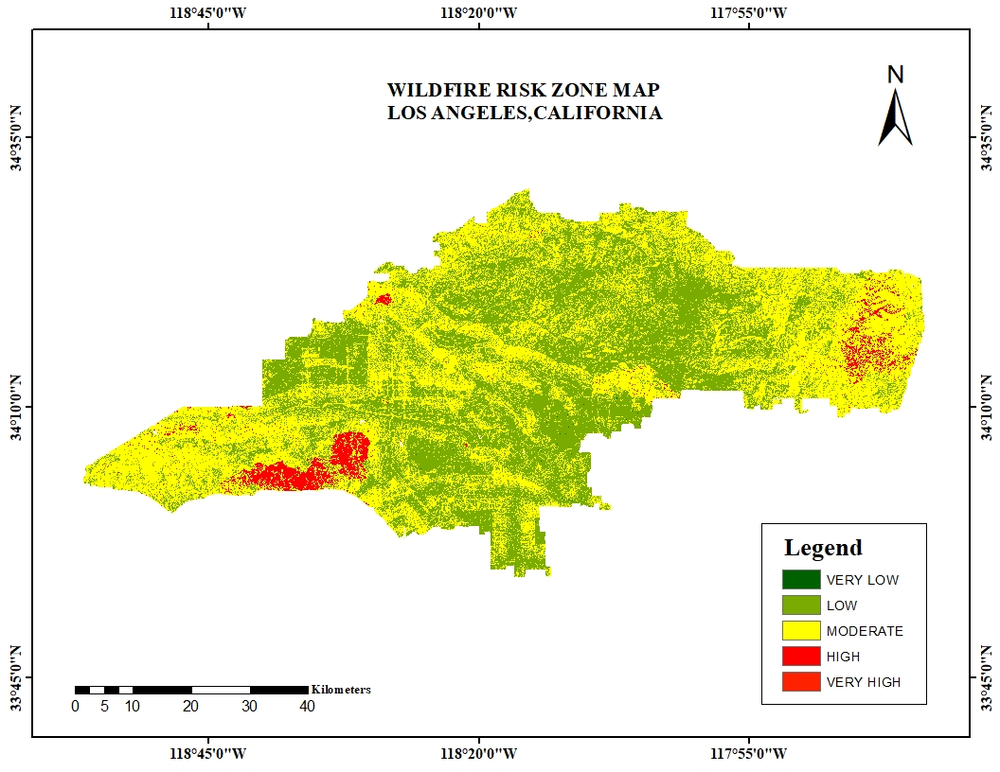 118°45'0"W 118°20'0"W 117°55'0"W
N
WILDFIRE RISK ZONE MAP
LOS ANGELES,CALIFORNIA
34°35'0"N 34°35'0"N
34°10'0"N 34°10'0"N
Legend
VERY LOW
LOW
MODERATE
HIGH
VERY HIGH
33°45'0"N 33°45'0"N
Kilometers
0 5 10 20 30 40
118°45'0"W 118°20'0"W 117°55'0"W